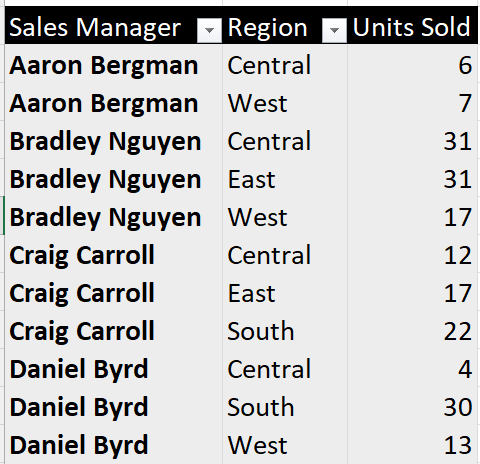 Sales Manager Region Units Sold
Aaron Bergman Central 6
Aaron Bergman West 7
Bradley Nguyen Central 31
Bradley Nguyen East 31
Bradley Nguyen West 17
Craig Carroll Central 12
Craig Carroll East 17
Craig Carroll South 22
Daniel Byrd Central 4
Daniel Byrd South 30
Daniel Byrd West 13